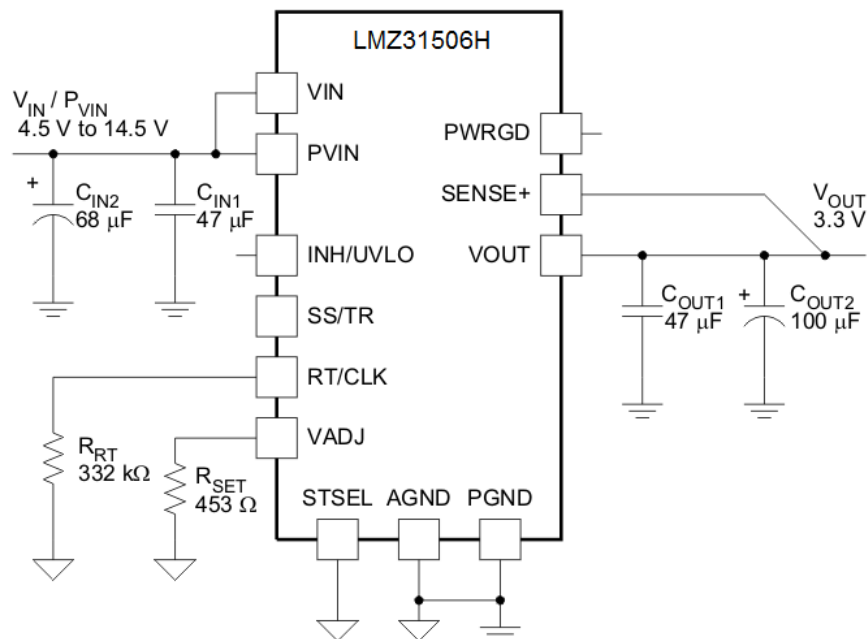 LMZ31506H
VIN
V_IN / P_VIN
4.5 V to 14.5 V
PWRGD
PVIN
+
C_IN2
68 μF
C_IN1
47 μF
SENSE+
V_OUT
3.3 V
INH/UVLO
VOUT
SS/TR
C_OUT1
47 μF
+
C_OUT2
100 μF
RT/CLK
VADJ
R_RT
332 kΩ
R_SET
453 Ω
STSEL
AGND
PGND